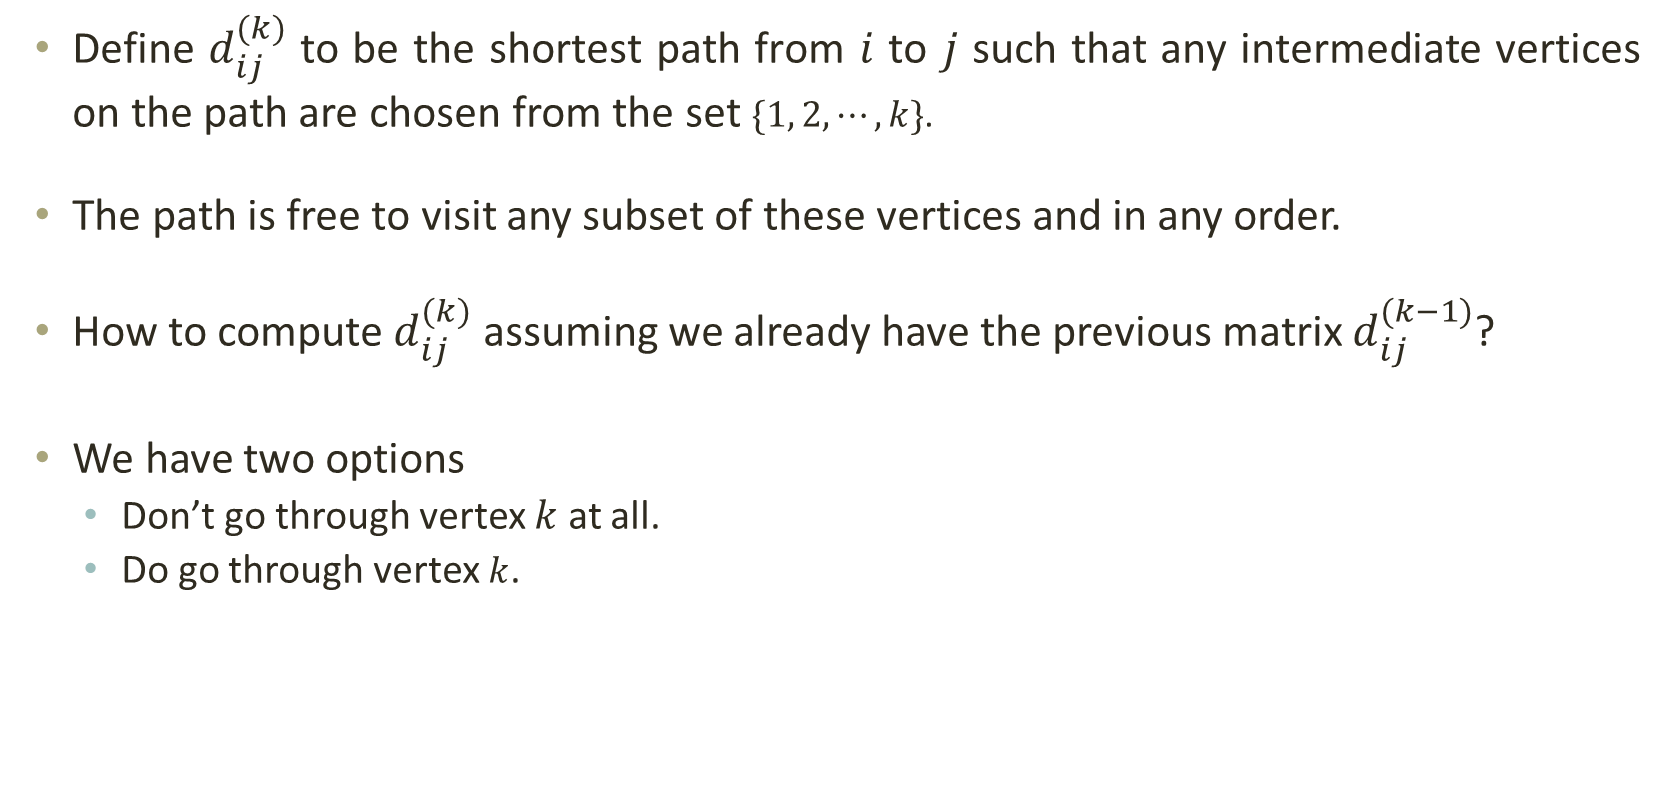 • Define $d_{ij}^{(k)}$ to be the shortest path from $i$ to $j$ such that any intermediate vertices
on the path are chosen from the set $\{1, 2, \cdots, k\}$.
• The path is free to visit any subset of these vertices and in any order.
• How to compute $d_{ij}^{(k)}$ assuming we already have the previous matrix $d_{ij}^{(k-1)}$?
• We have two options
• Don’t go through vertex $k$ at all.
• Do go through vertex $k$.